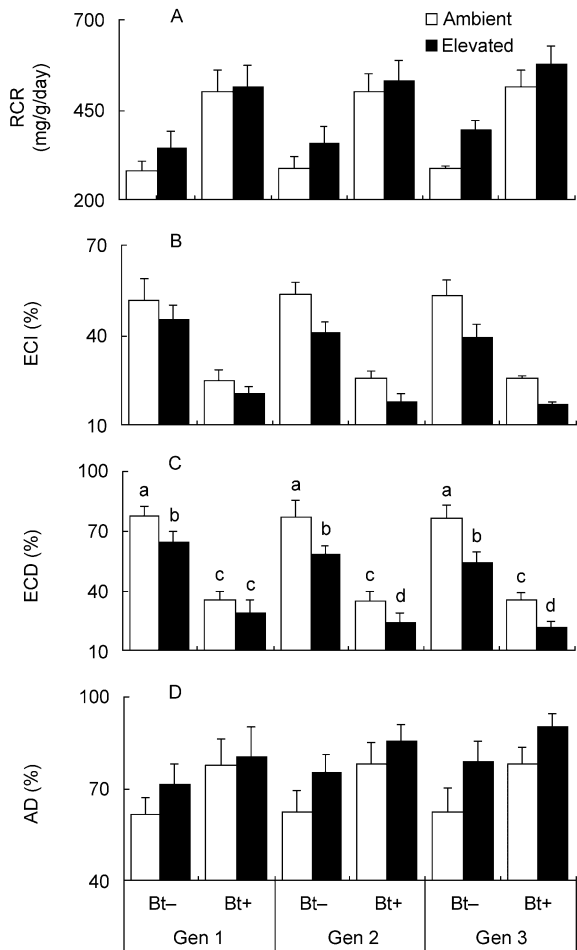 A
Ambient
Elevated
RCR
(mg/g/day)
700
450
200
B
ECI (%)
70
40
10
C
ECD (%)
100
70
40
10
a b c c a b c d a b c d
D
AD (%)
100
70
40
Bt– Bt+ Bt– Bt+ Bt– Bt+
Gen 1 Gen 2 Gen 3